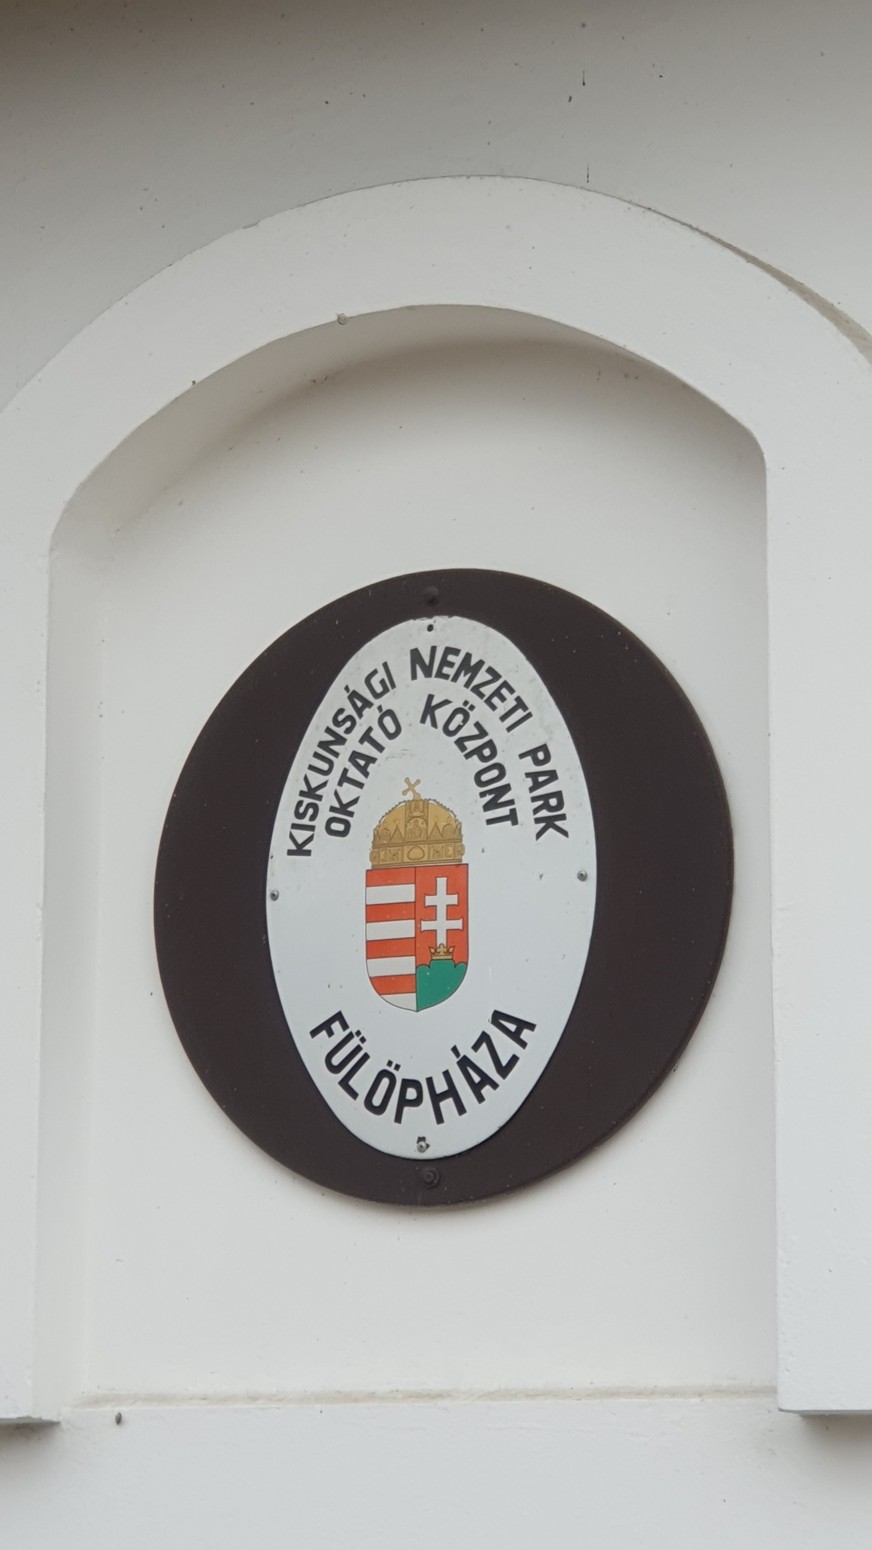 KISKUNSÁGI NEMZETI PARK
OKTATÓ KÖZPONT
FÜLÖPHÁZA